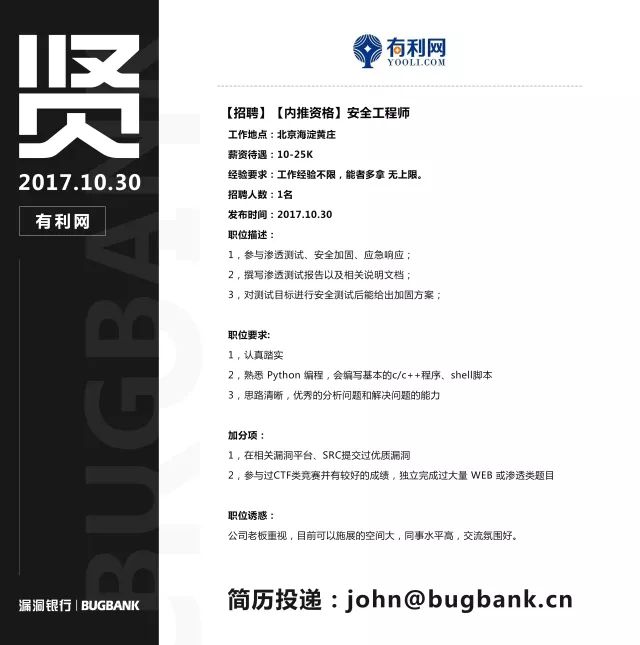 贤
2017.10.30
有利网
BUGBANK
漏洞银行 | BUGBANK
有利网
YOOLI.COM
【招聘】【内推资格】安全工程师
工作地点：北京海淀黄庄
薪资待遇：10-25K
经验要求：工作经验不限，能者多拿 无上限。
招聘人数：1名
发布时间：2017.10.30
职位描述：
1，参与渗透测试、安全加固、应急响应；
2，撰写渗透测试报告以及相关说明文档；
3，对测试目标进行安全测试后能给出加固方案；
职位要求:
1，认真踏实
2，熟悉 Python 编程，会编写基本的c/c++程序、shell脚本
3，思路清晰，优秀的分析问题和解决问题的能力
加分项：
1，在相关漏洞平台、SRC提交过优质漏洞
2，参与过CTF类竞赛并有较好的成绩，独立完成过大量 WEB 或渗透类题目
职位诱惑：
公司老板重视，目前可以施展的空间大，同事水平高，交流氛围好。
简历投递：john@bugbank.cn